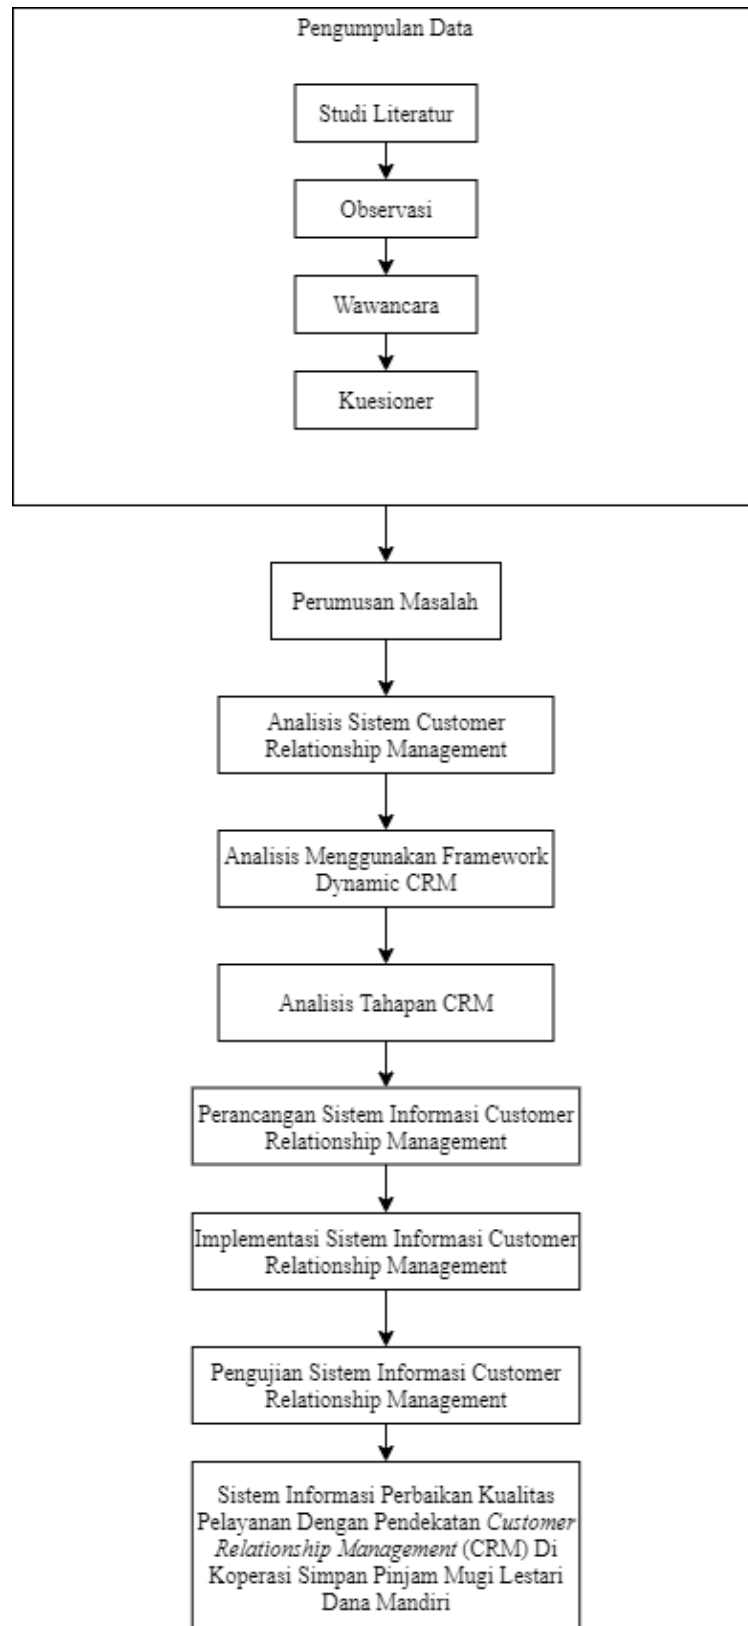 Pengumpulan Data
Studi Literatur
Observasi
Wawancara
Kuesioner
Perumusan Masalah
Analisis Sistem Customer
Relationship Management
Analisis Menggunakan Framework
Dynamic CRM
Analisis Tahapan CRM
Perancangan Sistem Informasi Customer
Relationship Management
Implementasi Sistem Informasi Customer
Relationship Management
Pengujian Sistem Informasi Customer
Relationship Management
Sistem Informasi Perbaikan Kualitas
Pelayanan Dengan Pendekatan Customer
Relationship Management (CRM) Di
Koperasi Simpan Pinjam Mugi Lestari
Dana Mandiri